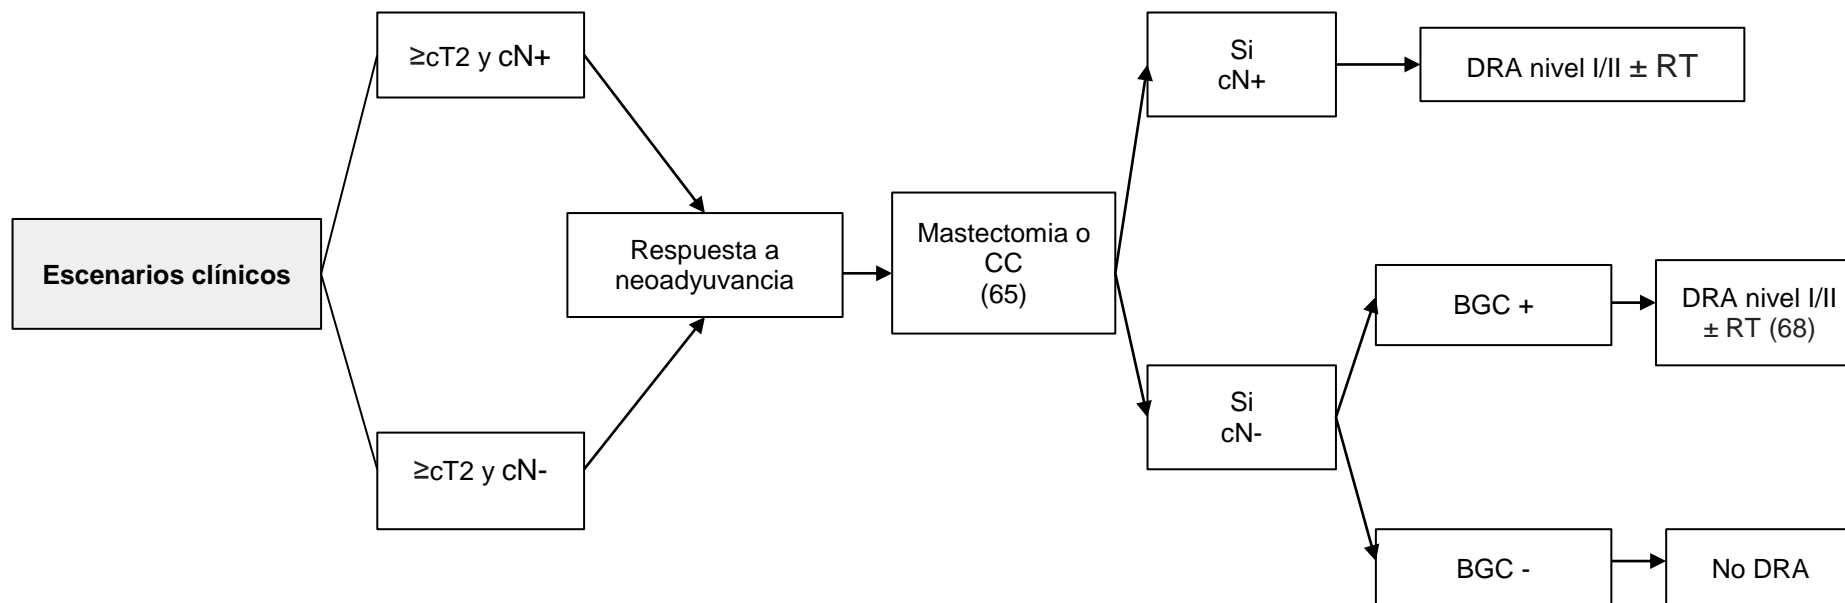 ≥cT2 y cN+
Si
cN+
DRA nivel I/II ± RT
Escenarios clínicos
Respuesta a
neoadyuvancia
Mastectomia o
CC
(65)
BGC +
DRA nivel I/II
± RT (68)
Si
cN-
≥cT2 y cN-
BGC -
No DRA